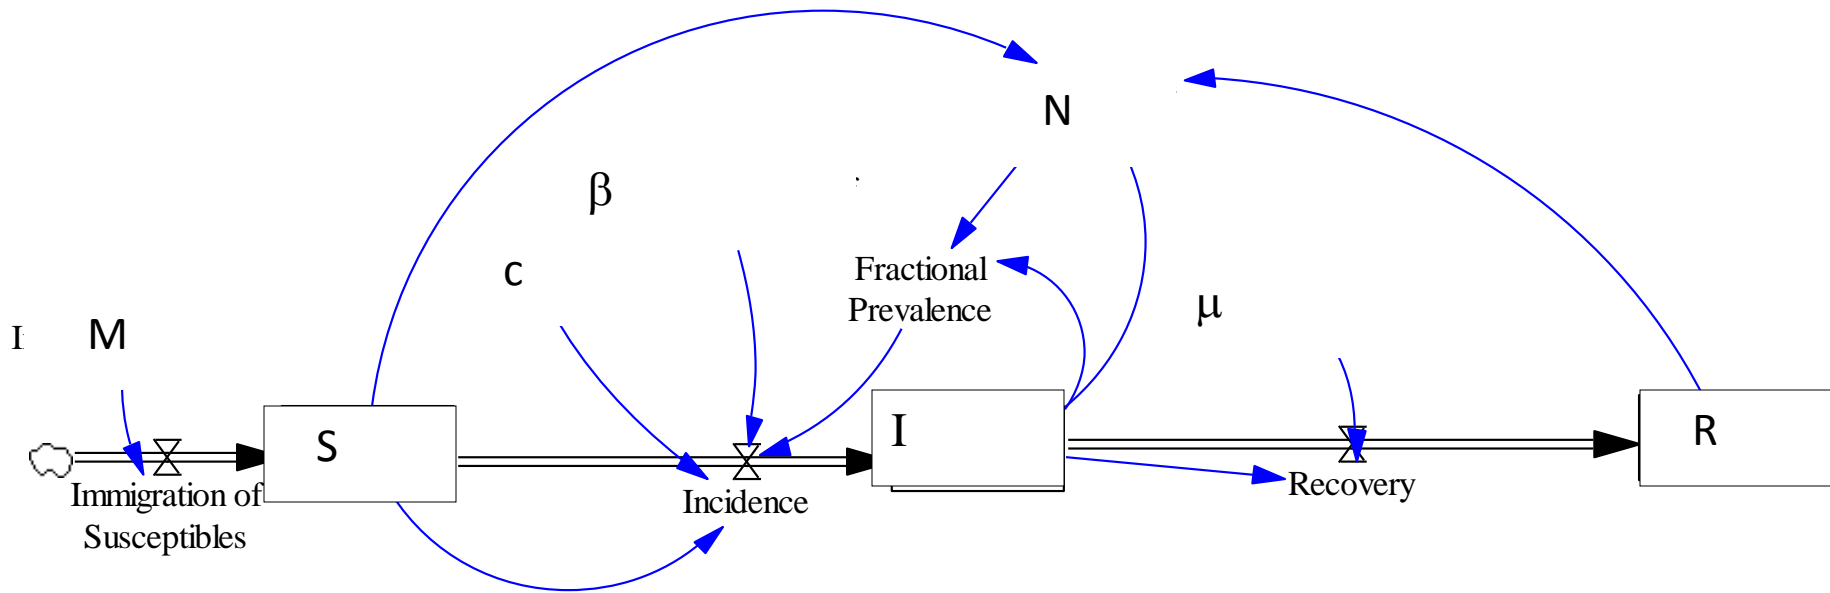 N
β
c
Fractional
Prevalence
μ
I
M
S
I
R
Immigration of
Susceptibles
Incidence
Recovery